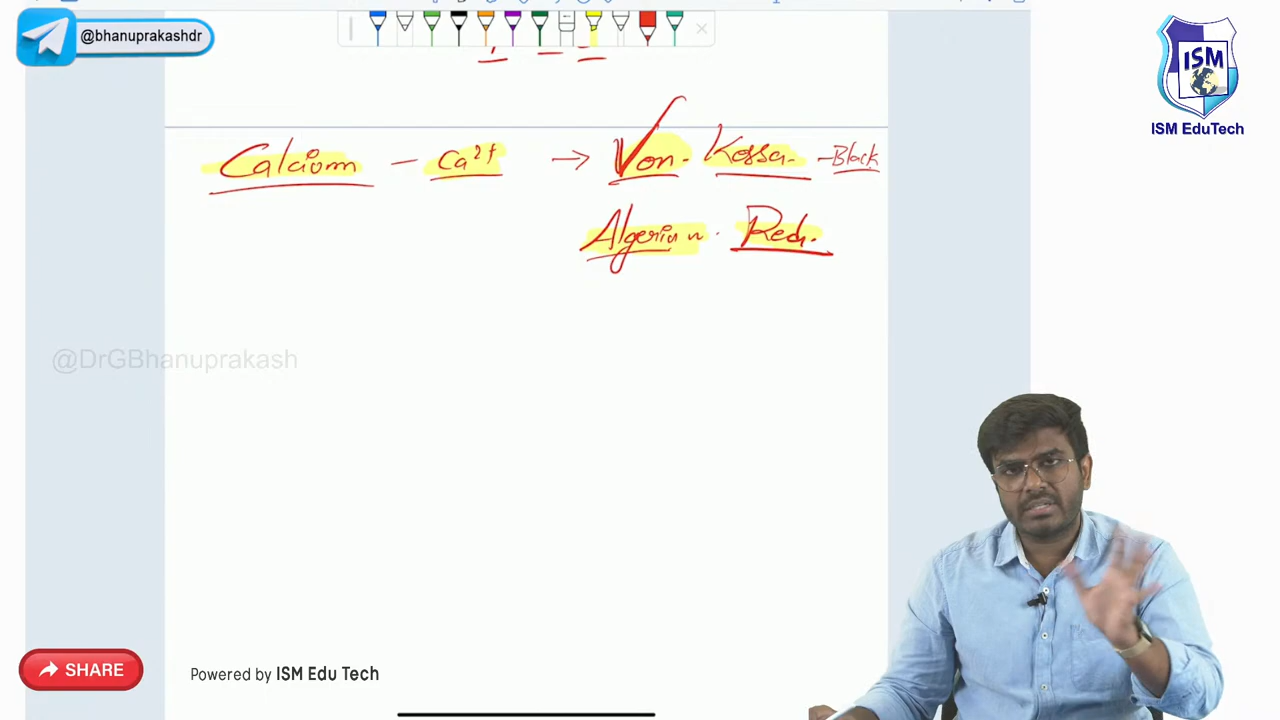 @bhanuprakashdr
ISM
ISM EduTech
Calcium - Ca²⁺ → Von. Kossa. - Black
Algerian. Red.
@DrGBhanuprakash
SHARE
Powered by ISM Edu Tech